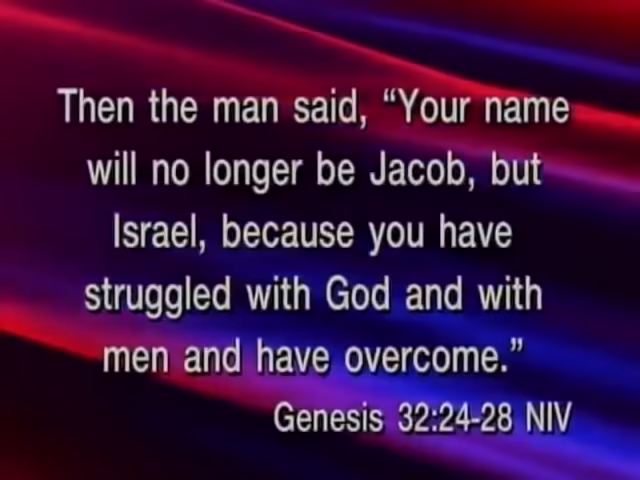 Then the man said, “Your name
will no longer be Jacob, but
Israel, because you have
struggled with God and with
men and have overcome.”
Genesis 32:24-28 NIV